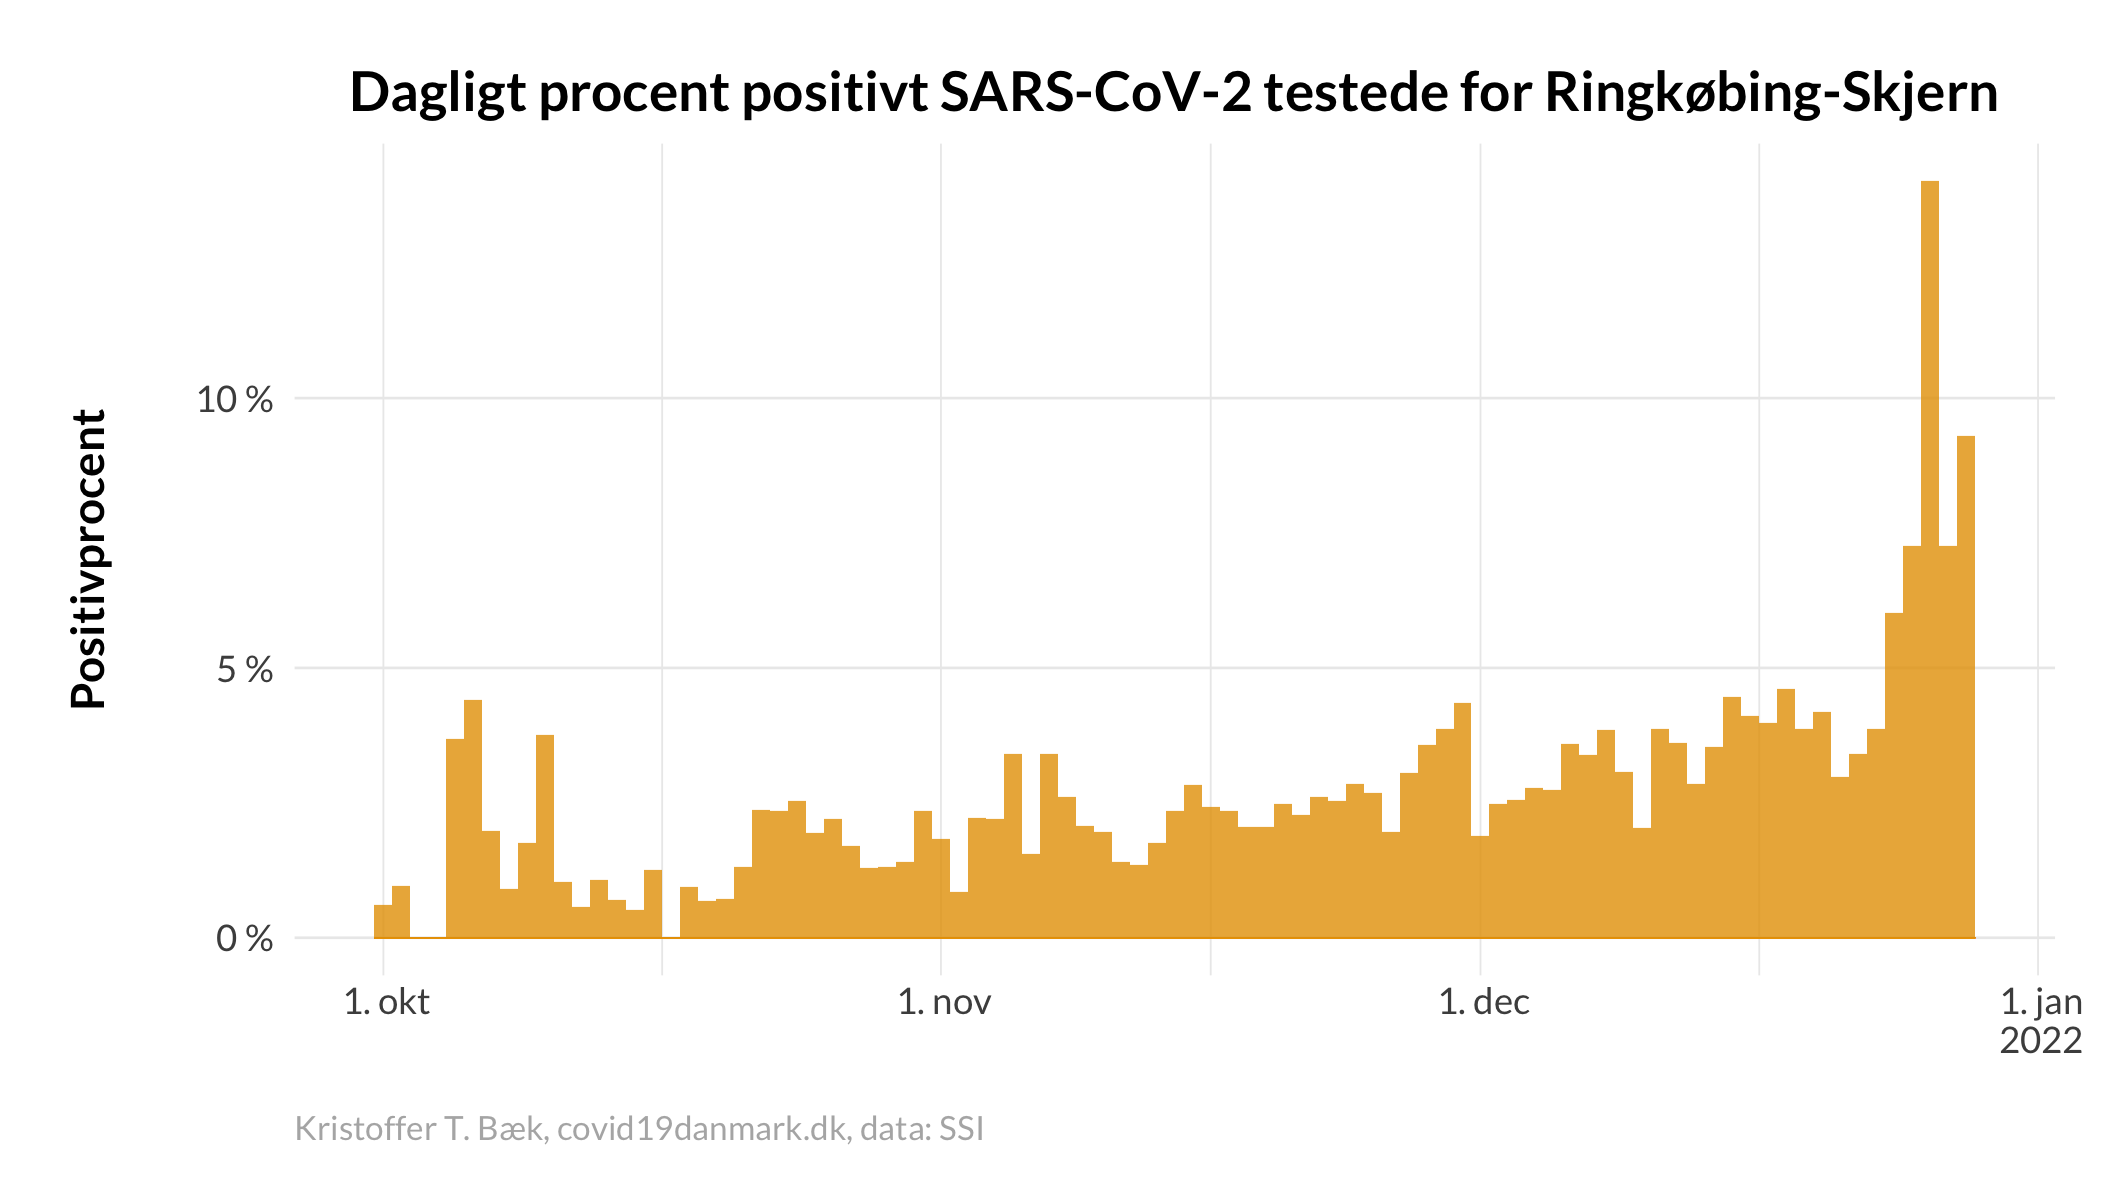 Dagligt procent positivt SARS-CoV-2 testede for Ringkøbing-Skjern
Positivprocent
10 %
5 %
0 %
1. okt
1. nov
1. dec
1. jan
2022
Kristoffer T. Bæk, covid19danmark.dk, data: SSI